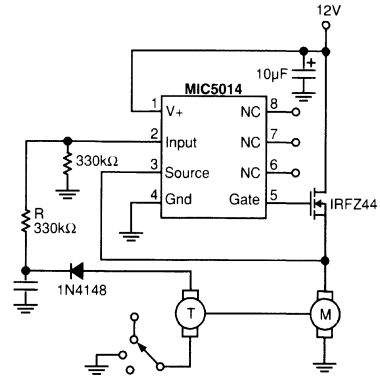 12V
+
10µF
MIC5014
1 V+ NC 8
2 Input NC 7
330kΩ
3 Source NC 6
4 Gnd Gate 5
IRFZ44
R
330kΩ
1N4148
T
M